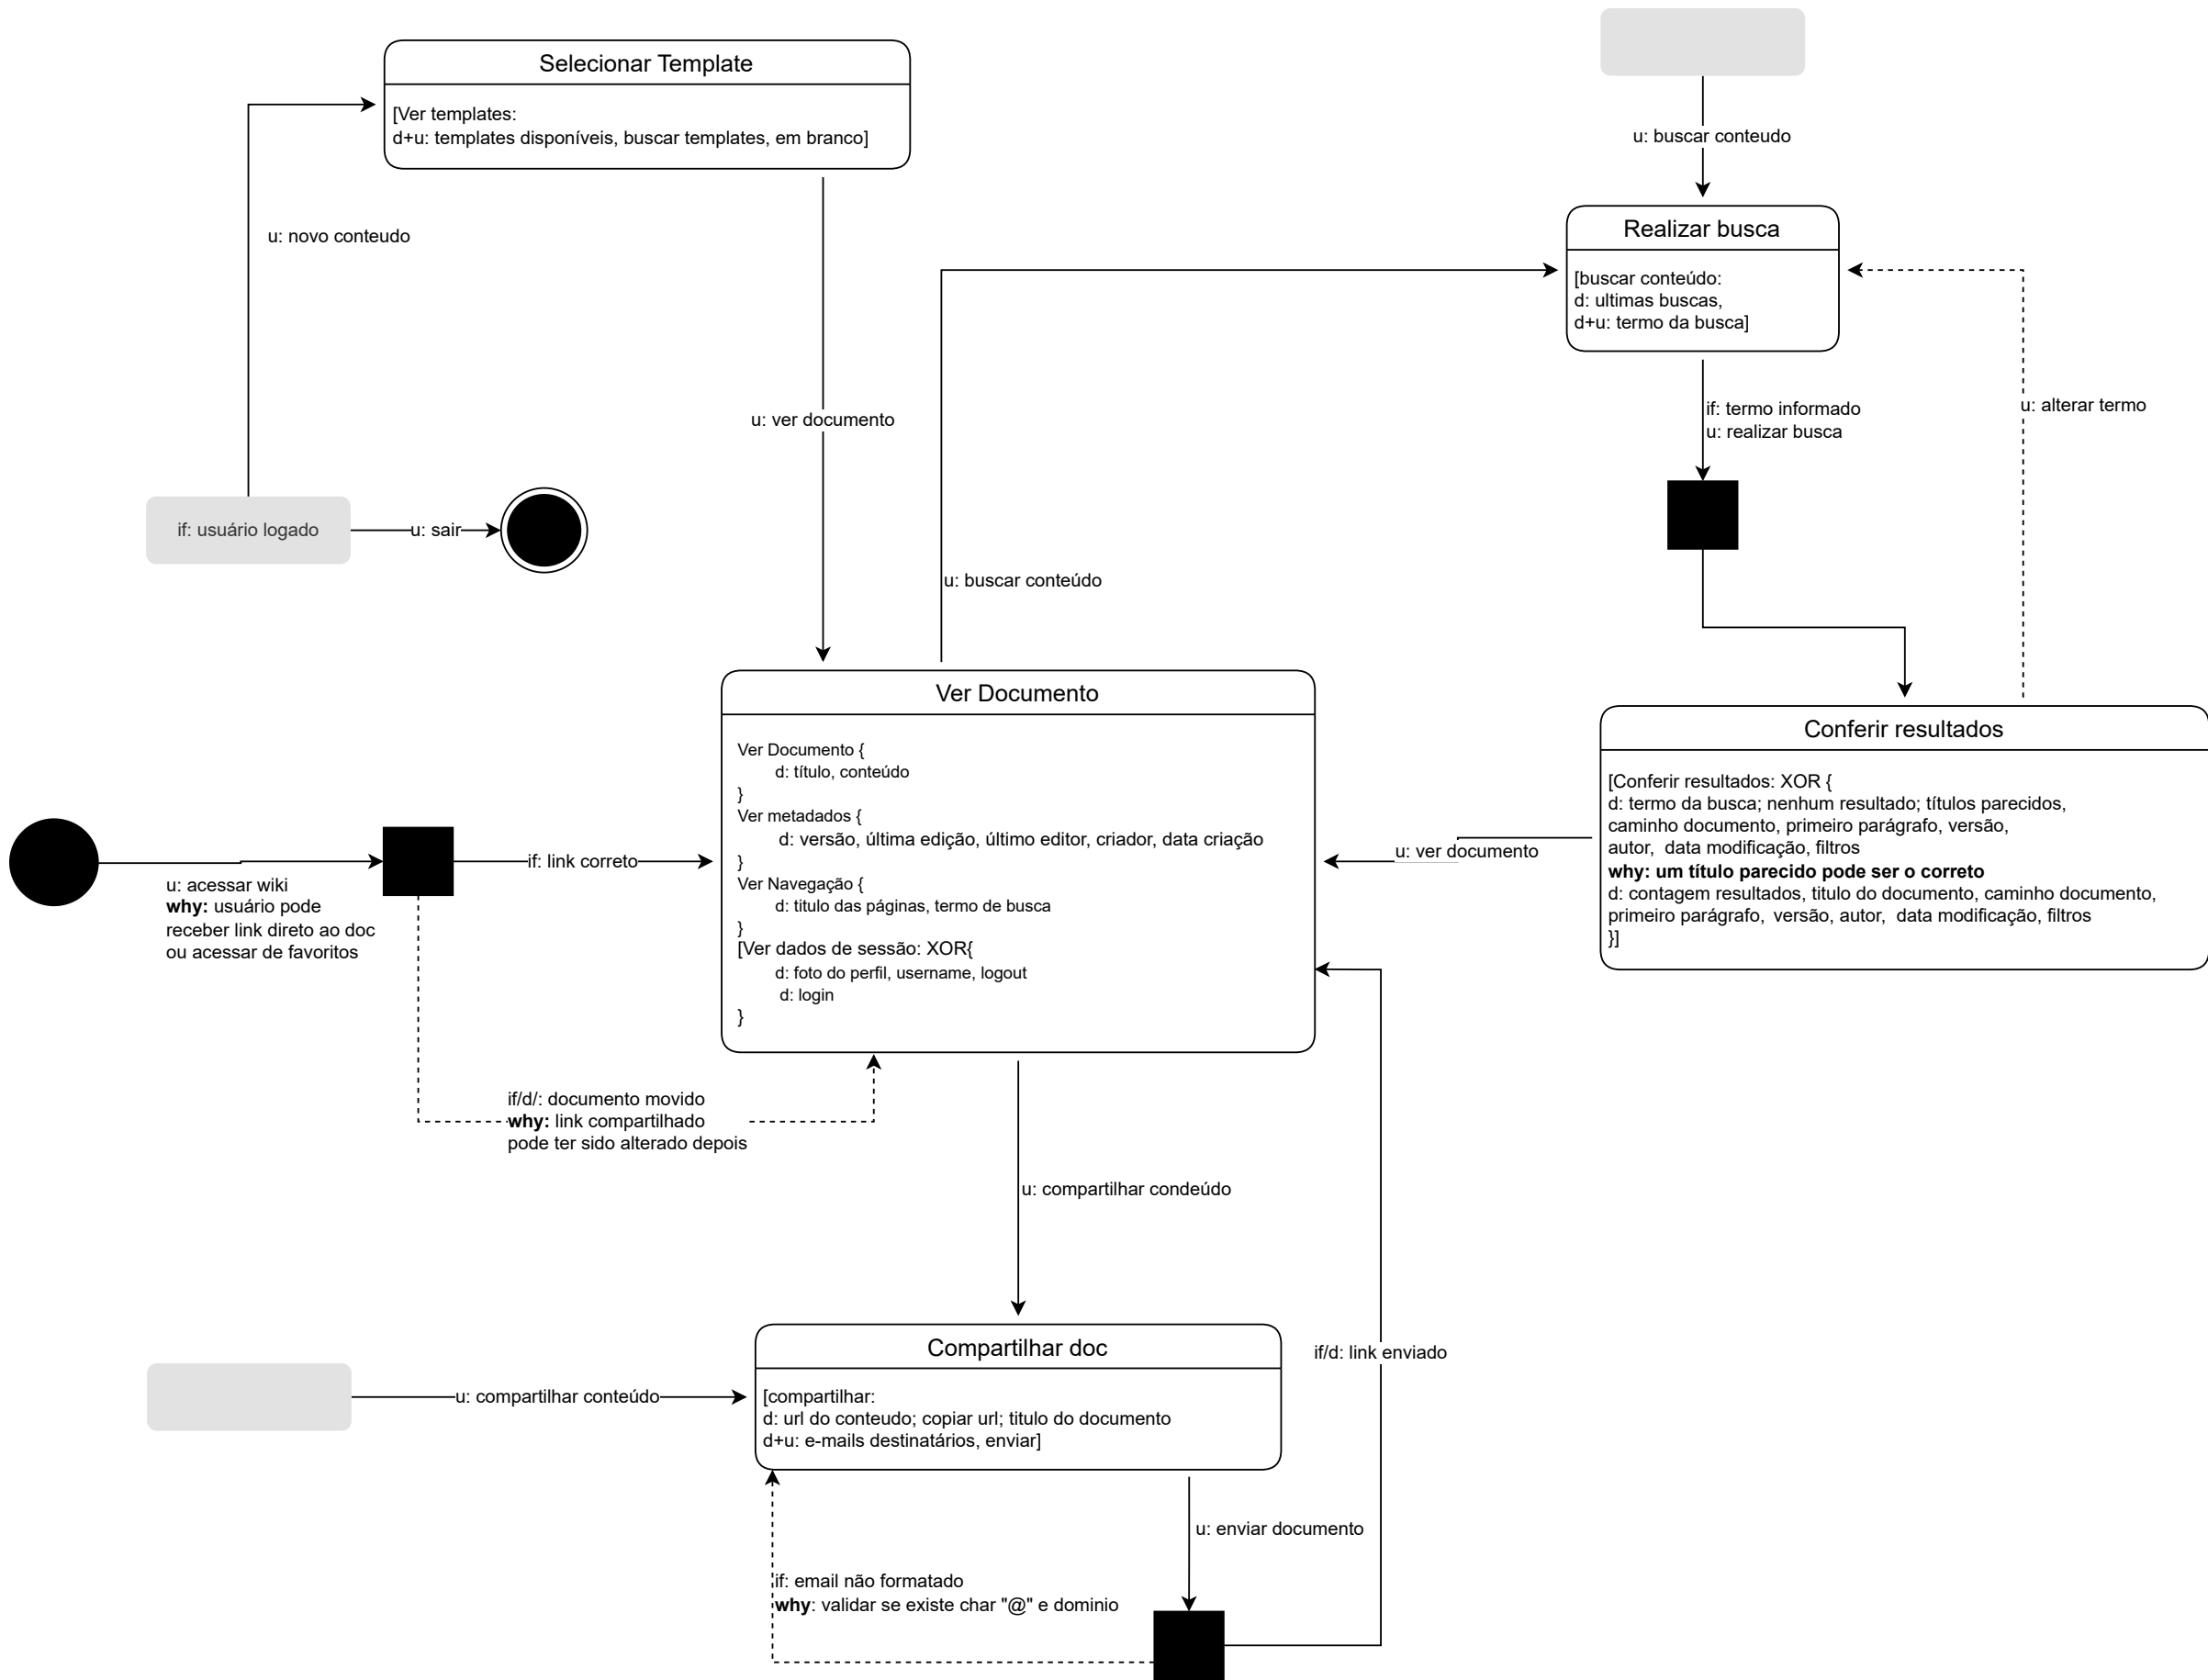 Selecionar Template
[Ver templates:
d+u: templates disponíveis, buscar templates, em branco]
u: buscar conteudo
Realizar busca
[buscar conteúdo:
d: ultimas buscas,
d+u: termo da busca]
u: novo conteudo
if: termo informado
u: realizar busca
u: alterar termo
u: ver documento
if: usuário logado
u: sair
u: buscar conteúdo
Ver Documento
Ver Documento {
d: título, conteúdo
}
Ver metadados {
d: versão, última edição, último editor, criador, data criação
}
Ver Navegação {
d: titulo das páginas, termo de busca
}
[Ver dados de sessão: XOR{
d: foto do perfil, username, logout
d: login
}
Conferir resultados
[Conferir resultados: XOR {
d: termo da busca; nenhum resultado; títulos parecidos,
caminho documento, primeiro parágrafo, versão,
autor, data modificação, filtros
why: um título parecido pode ser o correto
d: contagem resultados, titulo do documento, caminho documento,
primeiro parágrafo, versão, autor, data modificação, filtros
}]
u: ver documento
if: link correto
u: acessar wiki
why: usuário pode
receber link direto ao doc
ou acessar de favoritos
if/d/: documento movido
why: link compartilhado
pode ter sido alterado depois
u: compartilhar condeúdo
Compartilhar doc
[compartilhar:
d: url do conteudo; copiar url; titulo do documento
d+u: e-mails destinatários, enviar]
if/d: link enviado
u: compartilhar conteúdo
u: enviar documento
if: email não formatado
why: validar se existe char "@" e dominio